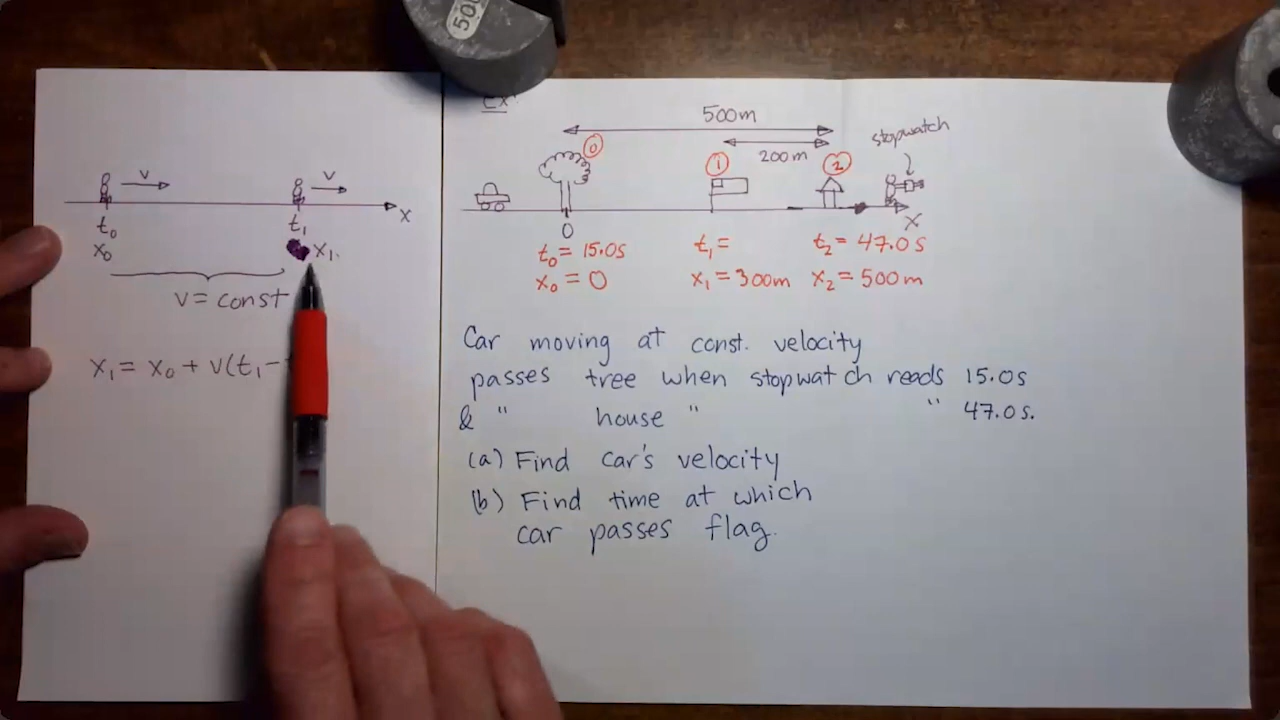 50
v v
x
t₀ t₁
x₀ x₁.
v = const
x₁ = x₀ + v(t₁ -
Ex:
500m
200m
stopwatch
0 1 2
0
x
t₀ = 15.0s t₁ = t₂ = 47.0s
x₀ = 0 x₁ = 300m x₂ = 500m
Car moving at const. velocity
passes tree when stopwatch reads 15.0s
& " house " " 47.0s.
(a) Find car's velocity
(b) Find time at which
car passes flag.